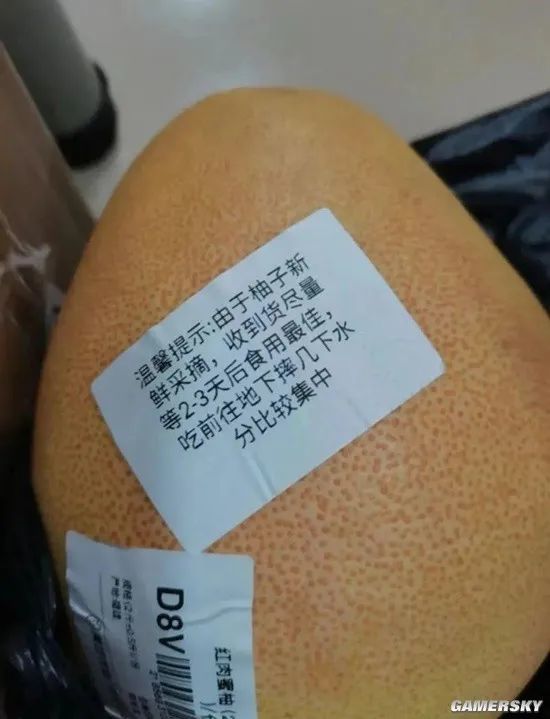 温馨提示:由于柚子新
鲜采摘，收到货尽量
等2-3天后食用最佳，
吃前往地下摔几下水
分比较集中
D8V
红肉蜜柚
GAMERSKY